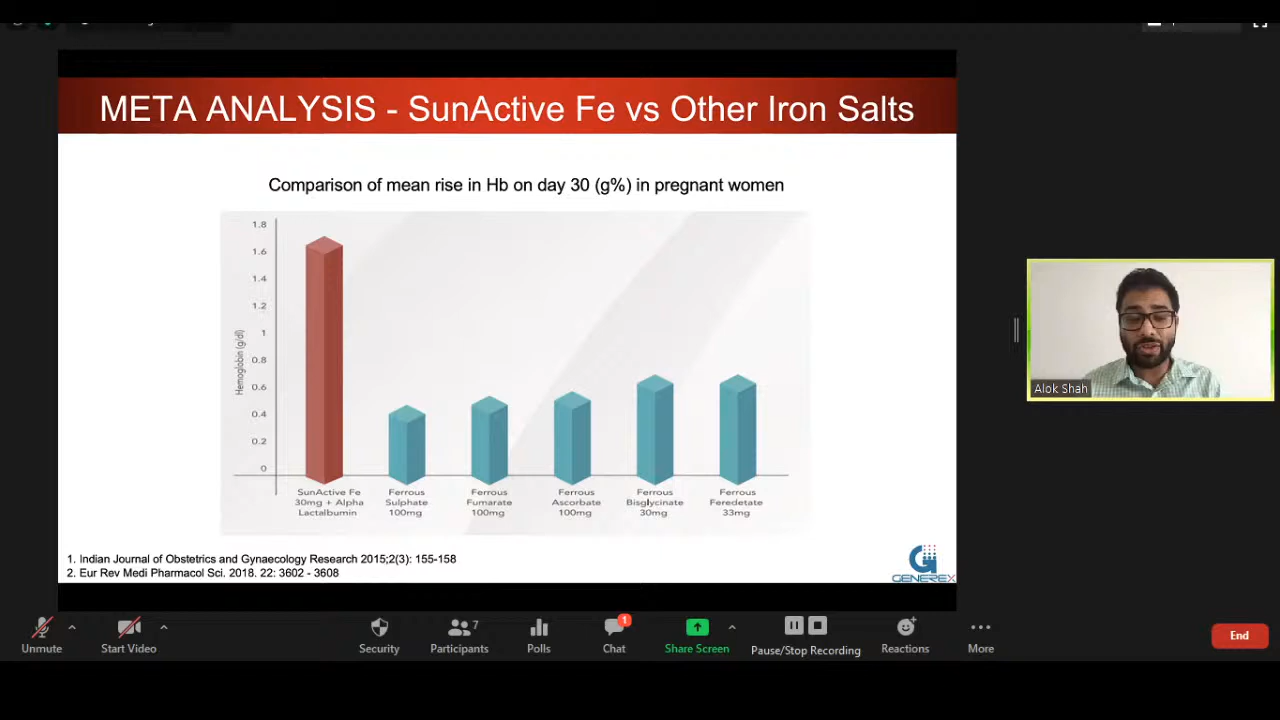 META ANALYSIS - SunActive Fe vs Other Iron Salts
Comparison of mean rise in Hb on day 30 (g%) in pregnant women
Hemoglobin (g/dl)
1.8
1.6
1.4
1.2
1
0.8
0.6
0.4
0.2
0
SunActive Fe
30mg + Alpha
Lactalbumin
Ferrous
Sulphate
100mg
Ferrous
Fumarate
100mg
Ferrous
Ascorbate
100mg
Ferrous
Bisglycinate
30mg
Ferrous
Feredetate
33mg
1. Indian Journal of Obstetrics and Gynaecology Research 2015;2(3): 155-158
2. Eur Rev Medi Pharmacol Sci. 2018. 22: 3602 - 3608
GENEREX
Alok Shah
Unmute
Start Video
Security
7
Participants
Polls
1
Chat
Share Screen
Pause/Stop Recording
Reactions
More
End